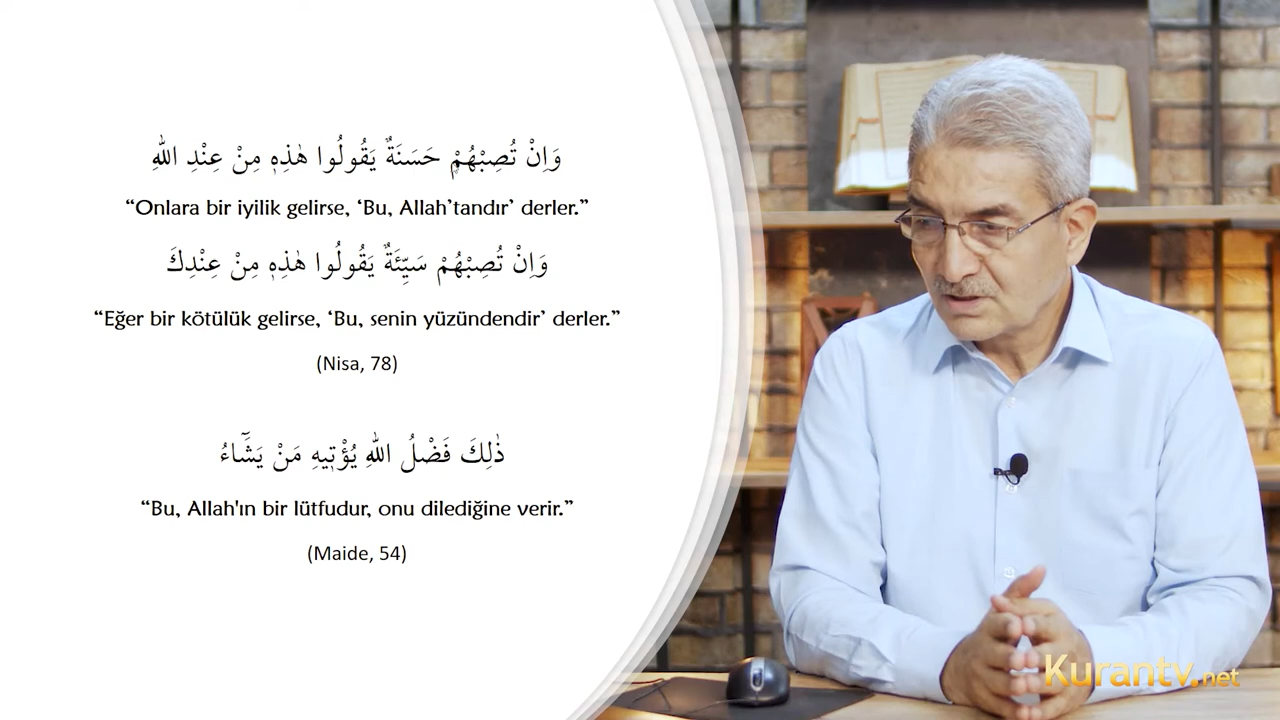 وَاِنْ تُصِبْهُمْ حَسَنَةٌ يَقُولُوا هٰذِه۪ مِنْ عِنْدِ اللّٰهِ
“Onlara bir iyilik gelirse, ‘Bu, Allah’tandır’ derler.”
وَاِنْ تُصِبْهُمْ سَيِّئَةٌ يَقُولُوا هٰذِه۪ مِنْ عِنْدِكَ
“Eğer bir kötülük gelirse, ‘Bu, senin yüzündendir’ derler.”
(Nisa, 78)
ذٰلِكَ فَضْلُ اللّٰهِ يُؤْت۪يهِ مَنْ يَشَٓاءُ
“Bu, Allah'ın bir lütfudur, onu dilediğine verir.”
(Maide, 54)
Kurantv.net